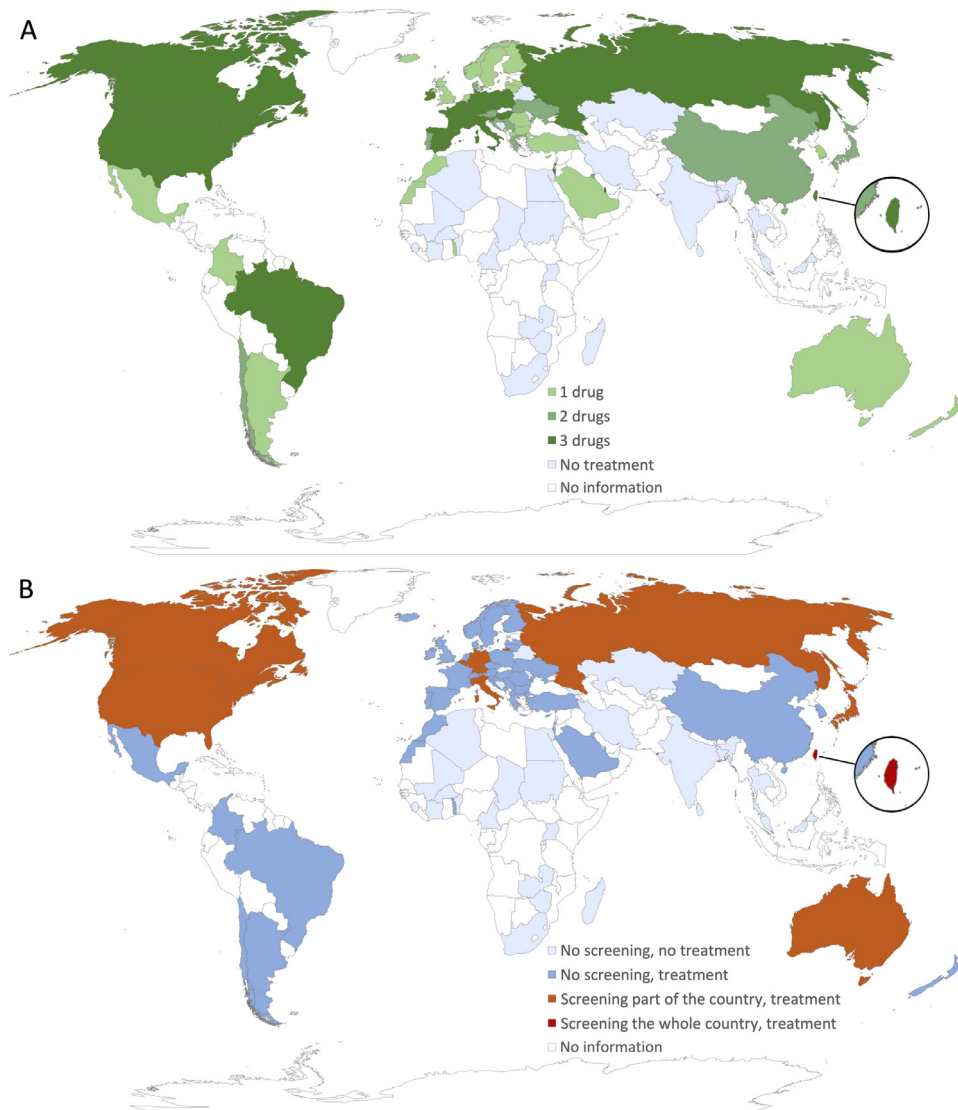 A
1 drug
2 drugs
3 drugs
No treatment
No information
B
No screening, no treatment
No screening, treatment
Screening part of the country, treatment
Screening the whole country, treatment
No information